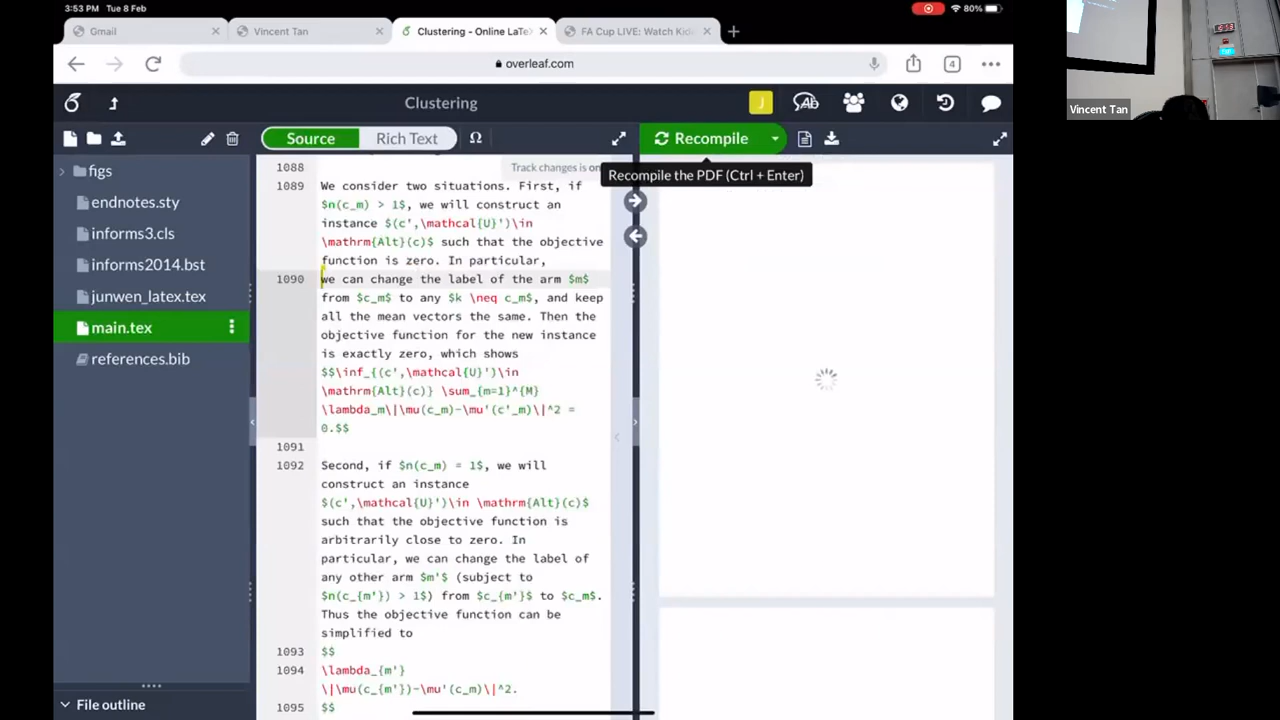 3:53 PM Tue 8 Feb
80%
Gmail
Vincent Tan
Clustering - Online LaTe
FA Cup LIVE: Watch Kid
overleaf.com
4
Clustering
J
Source
Rich Text
Ω
Recompile
Recompile the PDF (Ctrl + Enter)
figs
endnotes.sty
informs3.cls
informs2014.bst
junwen_latex.tex
main.tex
references.bib
File outline
Track changes is on
1088
1089 We consider two situations. First, if
$n(c_m) > 1$, we will construct an
instance $(c',\mathcal{U}')\in
\mathrm{Alt}(c)$ such that the objective
function is zero. In particular,
1090 we can change the label of the arm $m$
from $c_m$ to any $k \neq c_m$, and keep
all the mean vectors the same. Then the
objective function for the new instance
is exactly zero, which shows
$$\inf_{(c',\mathcal{U}')\in
\mathrm{Alt}(c)} \sum_{m=1}^{M}
\lambda_m\|\mu(c_m)-\mu'(c'_m)\|^2 =
0.$$
1091
1092 Second, if $n(c_m) = 1$, we will
construct an instance
$(c',\mathcal{U}')\in \mathrm{Alt}(c)$
such that the objective function is
arbitrarily close to zero. In
particular, we can change the label of
any other arm $m'$ (subject to
$n(c_{m'}) > 1$) from $c_{m'}$ to $c_m$.
Thus the objective function can be
simplified to
1093 $$
1094 \lambda_{m'}
\|\mu(c_{m'})-\mu'(c_m)\|^2.
1095 $$
Vincent Tan